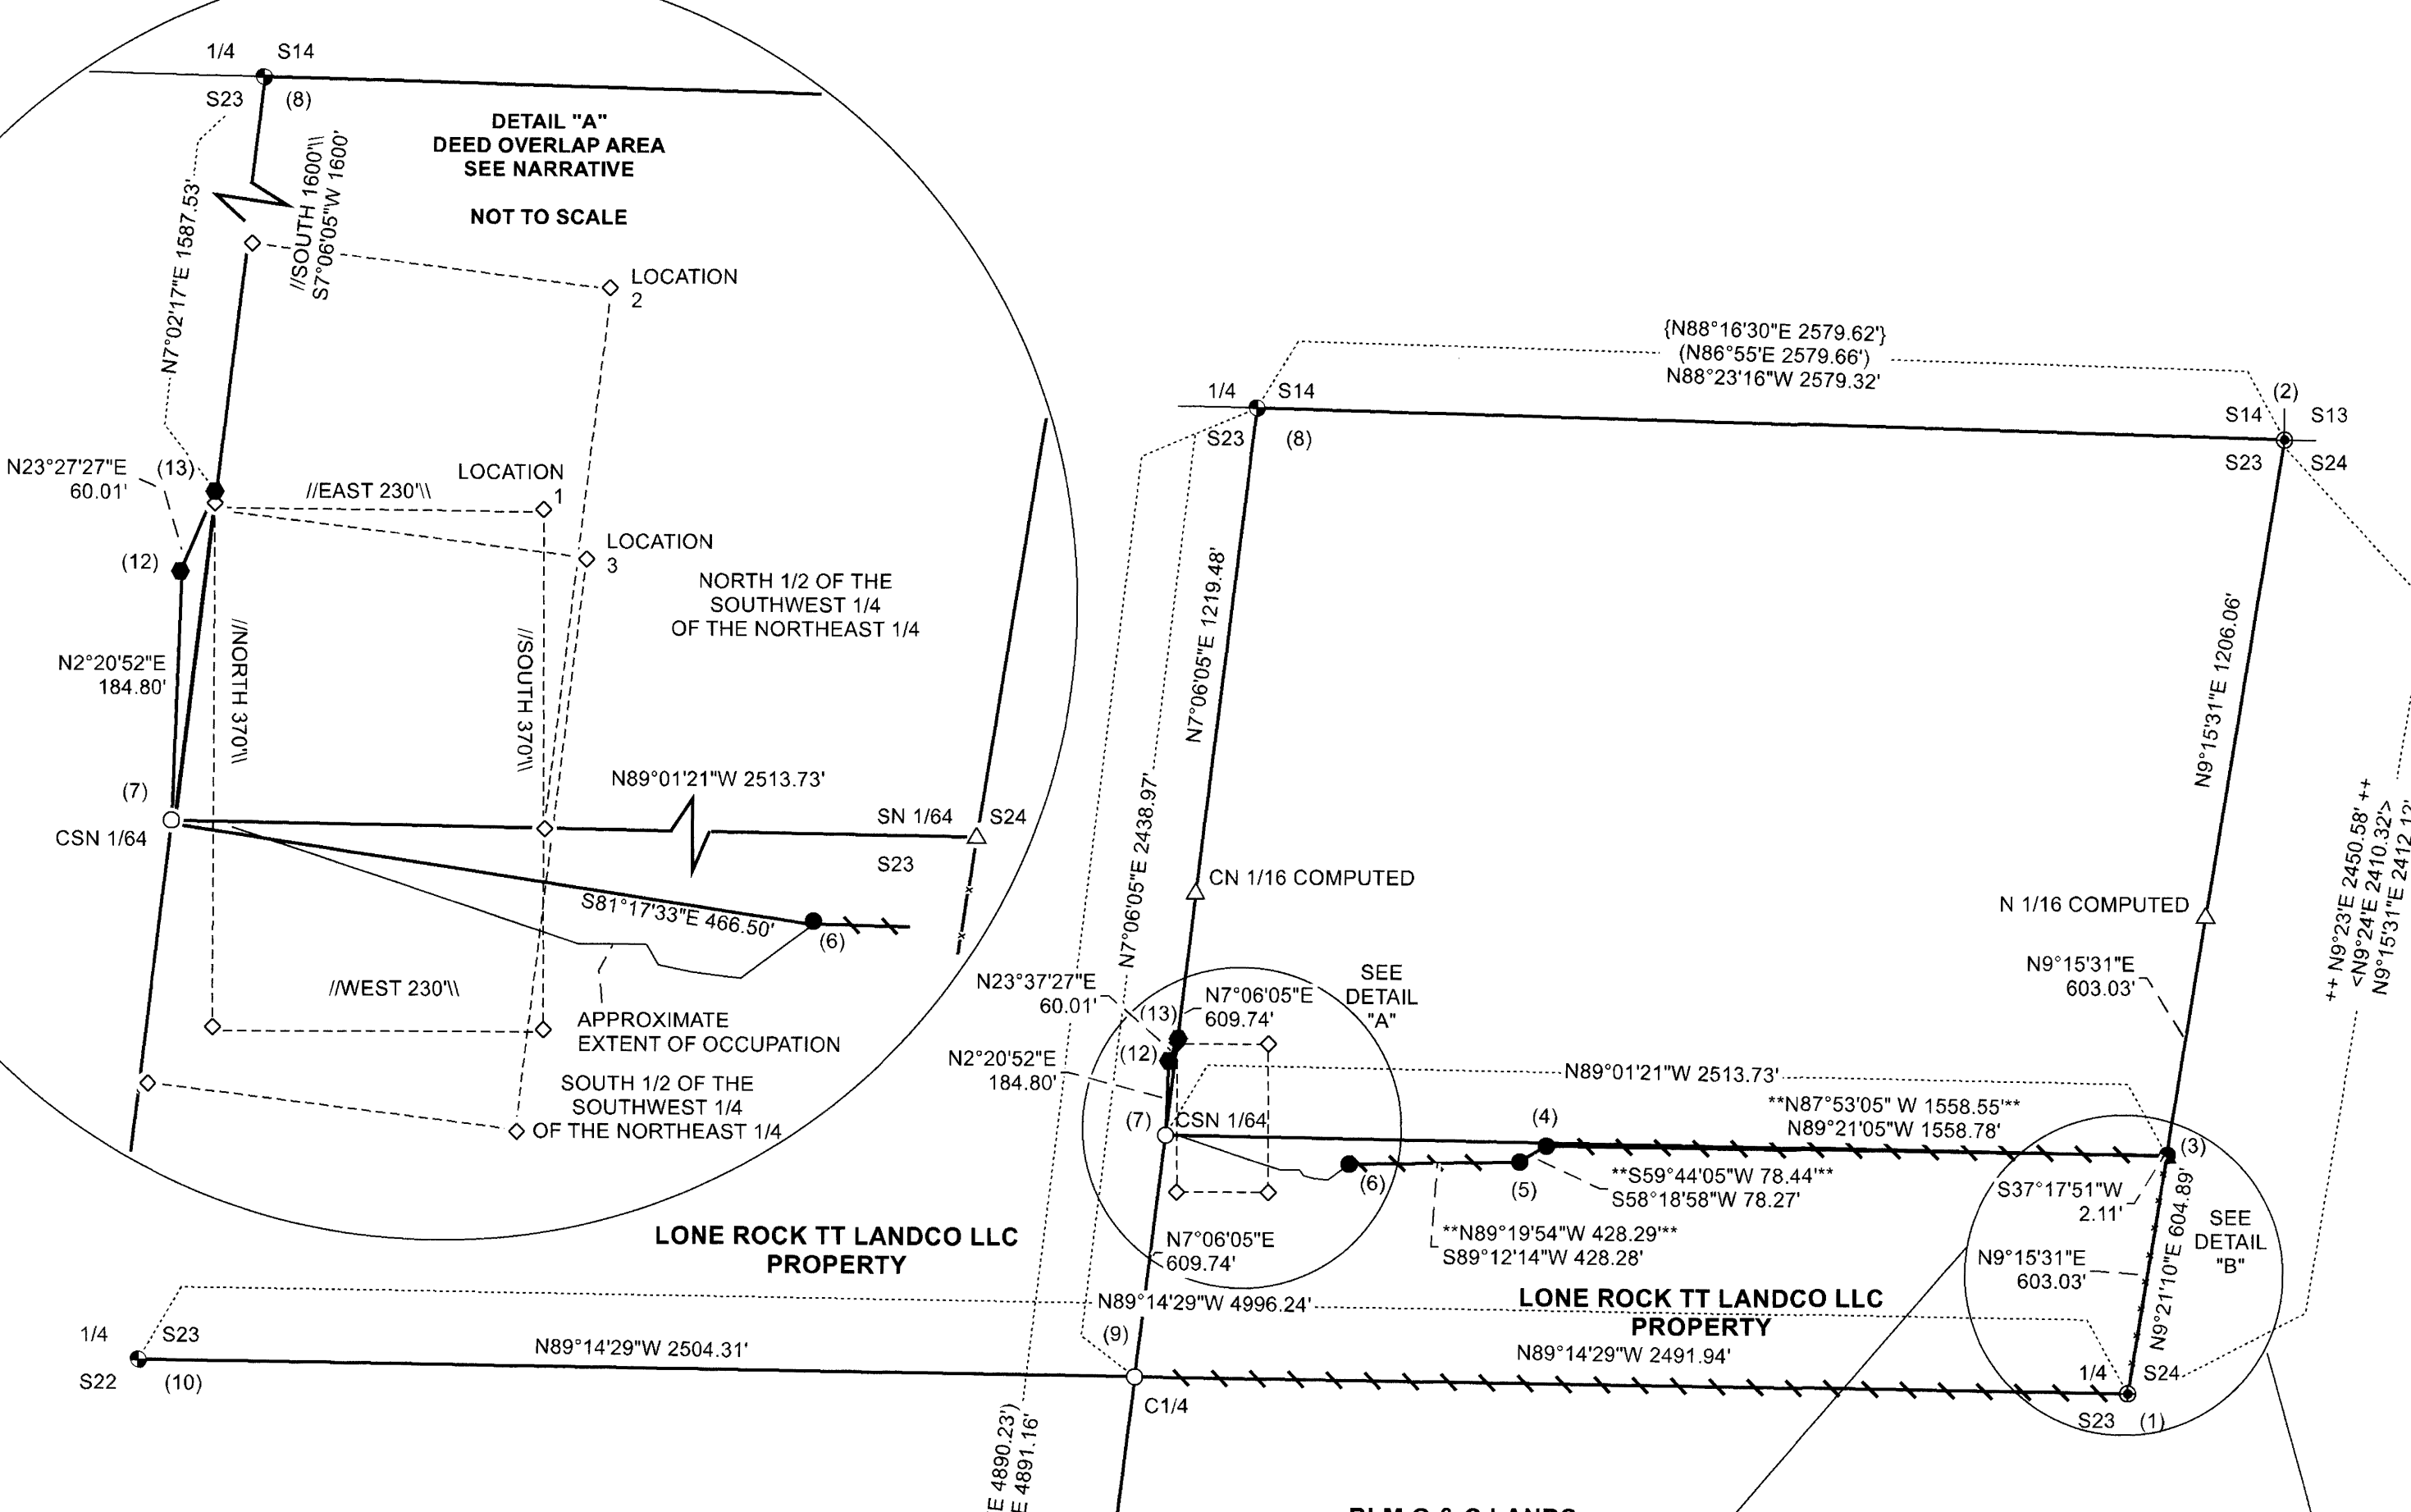 1/4 S14
S23 (8)
DETAIL "A"
DEED OVERLAP AREA
SEE NARRATIVE
NOT TO SCALE
N7°02'17"E 1587.53'
//SOUTH 1600'\\
S7°06'05"W 1600'
LOCATION
2
N23°27'27"E
60.01'
(13)
LOCATION
1
//EAST 230'\\
(12)
LOCATION
3
NORTH 1/2 OF THE
SOUTHWEST 1/4
OF THE NORTHEAST 1/4
//NORTH 370'\\
//SOUTH 370'\\
N2°20'52"E
184.80'
N89°01'21"W 2513.73'
(7)
CSN 1/64
SN 1/64 S24
S23
S81°17'33"E 466.50'
(6)
//WEST 230'\\
APPROXIMATE
EXTENT OF OCCUPATION
SOUTH 1/2 OF THE
SOUTHWEST 1/4
OF THE NORTHEAST 1/4
{N88°16'30"E 2579.62'}
(N86°55'E 2579.66')
N88°23'16"W 2579.32'
1/4 S14
S23 (8)
(2)
S14 S13
S23 S24
N7°06'05"E 1219.48'
N9°15'31"E 1206.06'
N7°06'05"E 2438.97'
++ N9°23'E 2450.58' ++
<N9°24'E 2410.32'>
N9°15'31"E 2412.12'
CN 1/16 COMPUTED
N 1/16 COMPUTED
N9°15'31"E
603.03'
N23°37'27"E
60.01'
(13)
N7°06'05"E
609.74'
SEE
DETAIL
"A"
(12)
N2°20'52"E
184.80'
N89°01'21"W 2513.73'
(7)
CSN 1/64
(4)
**N87°53'05" W 1558.55'**
N89°21'05"W 1558.78'
(3)
(6)
(5)
**S59°44'05"W 78.44'**
S58°18'58"W 78.27'
S37°17'51"W
2.11'
**N89°19'54"W 428.29'**
S89°12'14"W 428.28'
N9°21'10"E 604.89'
SEE
DETAIL
"B"
N9°15'31"E
603.03'
LONE ROCK TT LANDCO LLC
PROPERTY
N7°06'05"E
609.74'
N89°14'29"W 4996.24'
LONE ROCK TT LANDCO LLC
PROPERTY
1/4 S23
S22 (10)
N89°14'29"W 2504.31'
(9)
C1/4
N89°14'29"W 2491.94'
1/4 S24
S23 (1)
E 4890.23')
E 4891.16'